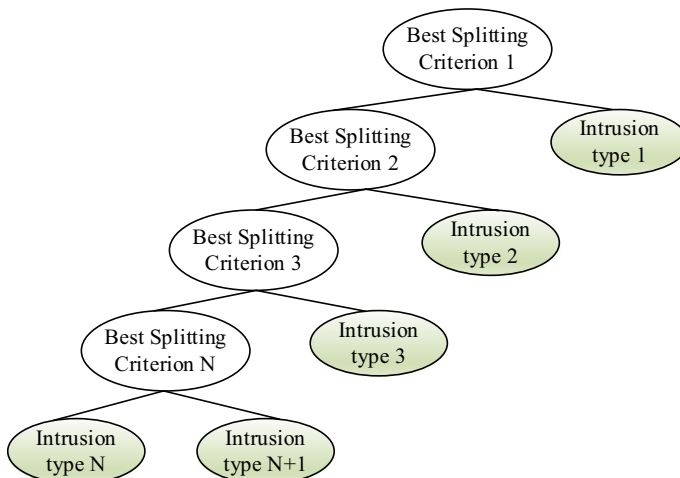 Best Splitting
Criterion 1
Best Splitting
Criterion 2
Intrusion
type 1
Best Splitting
Criterion 3
Intrusion
type 2
Best Splitting
Criterion N
Intrusion
type 3
Intrusion
type N
Intrusion
type N+1